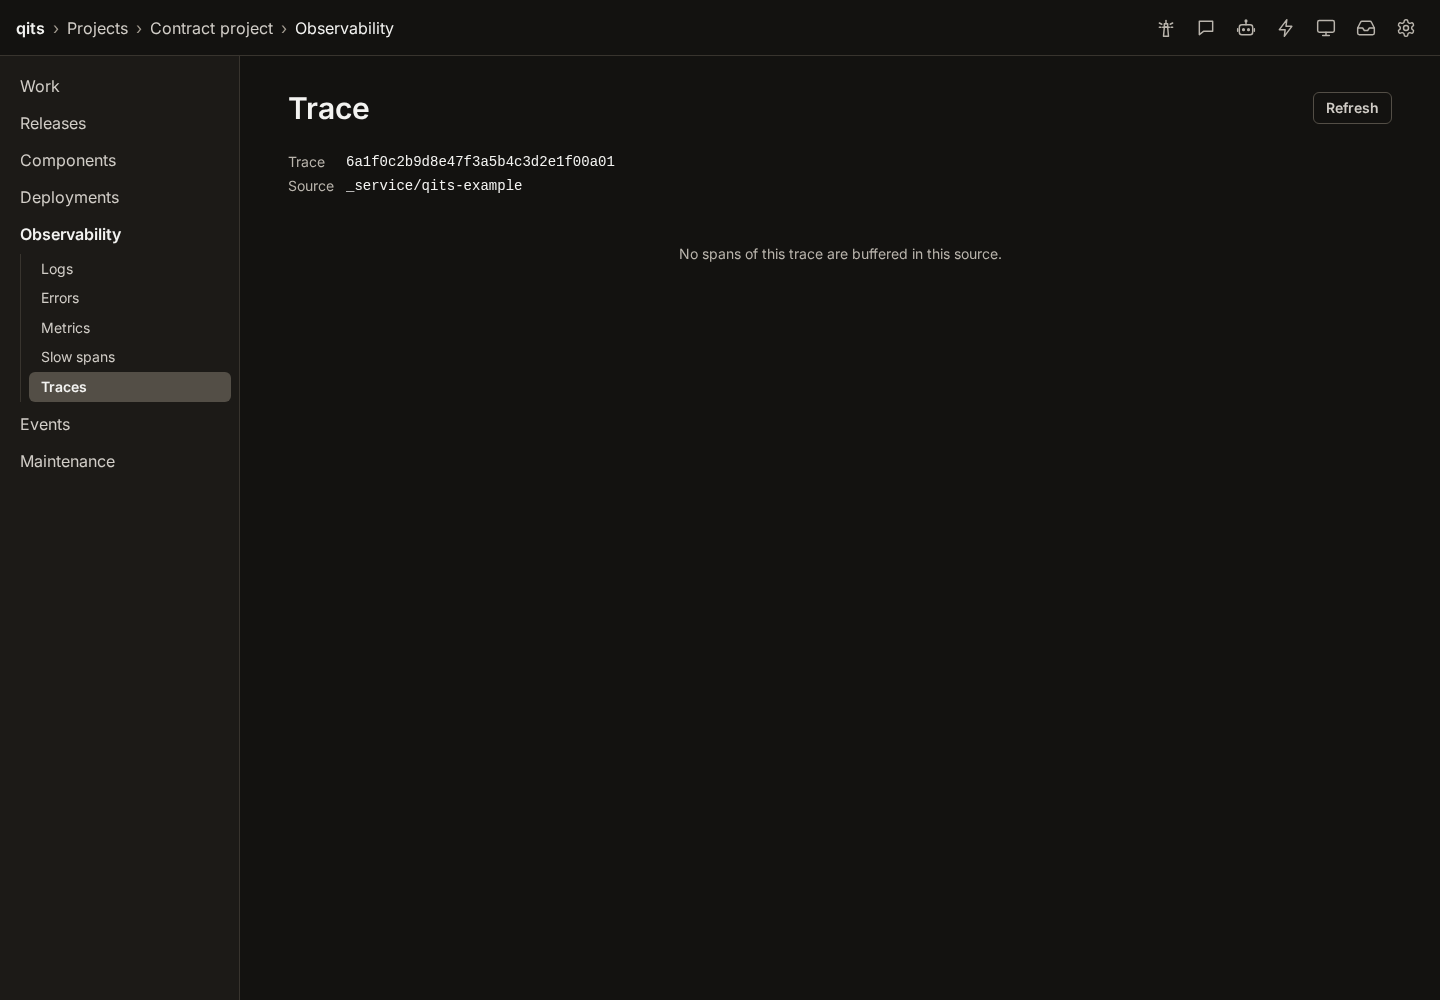 qits › Projects › Contract project › Observability
Work
Releases
Components
Deployments
Observability
Logs
Errors
Metrics
Slow spans
Traces
Events
Maintenance
Trace
Refresh
Trace 6a1f0c2b9d8e47f3a5b4c3d2e1f00a01
Source _service/qits-example
No spans of this trace are buffered in this source.